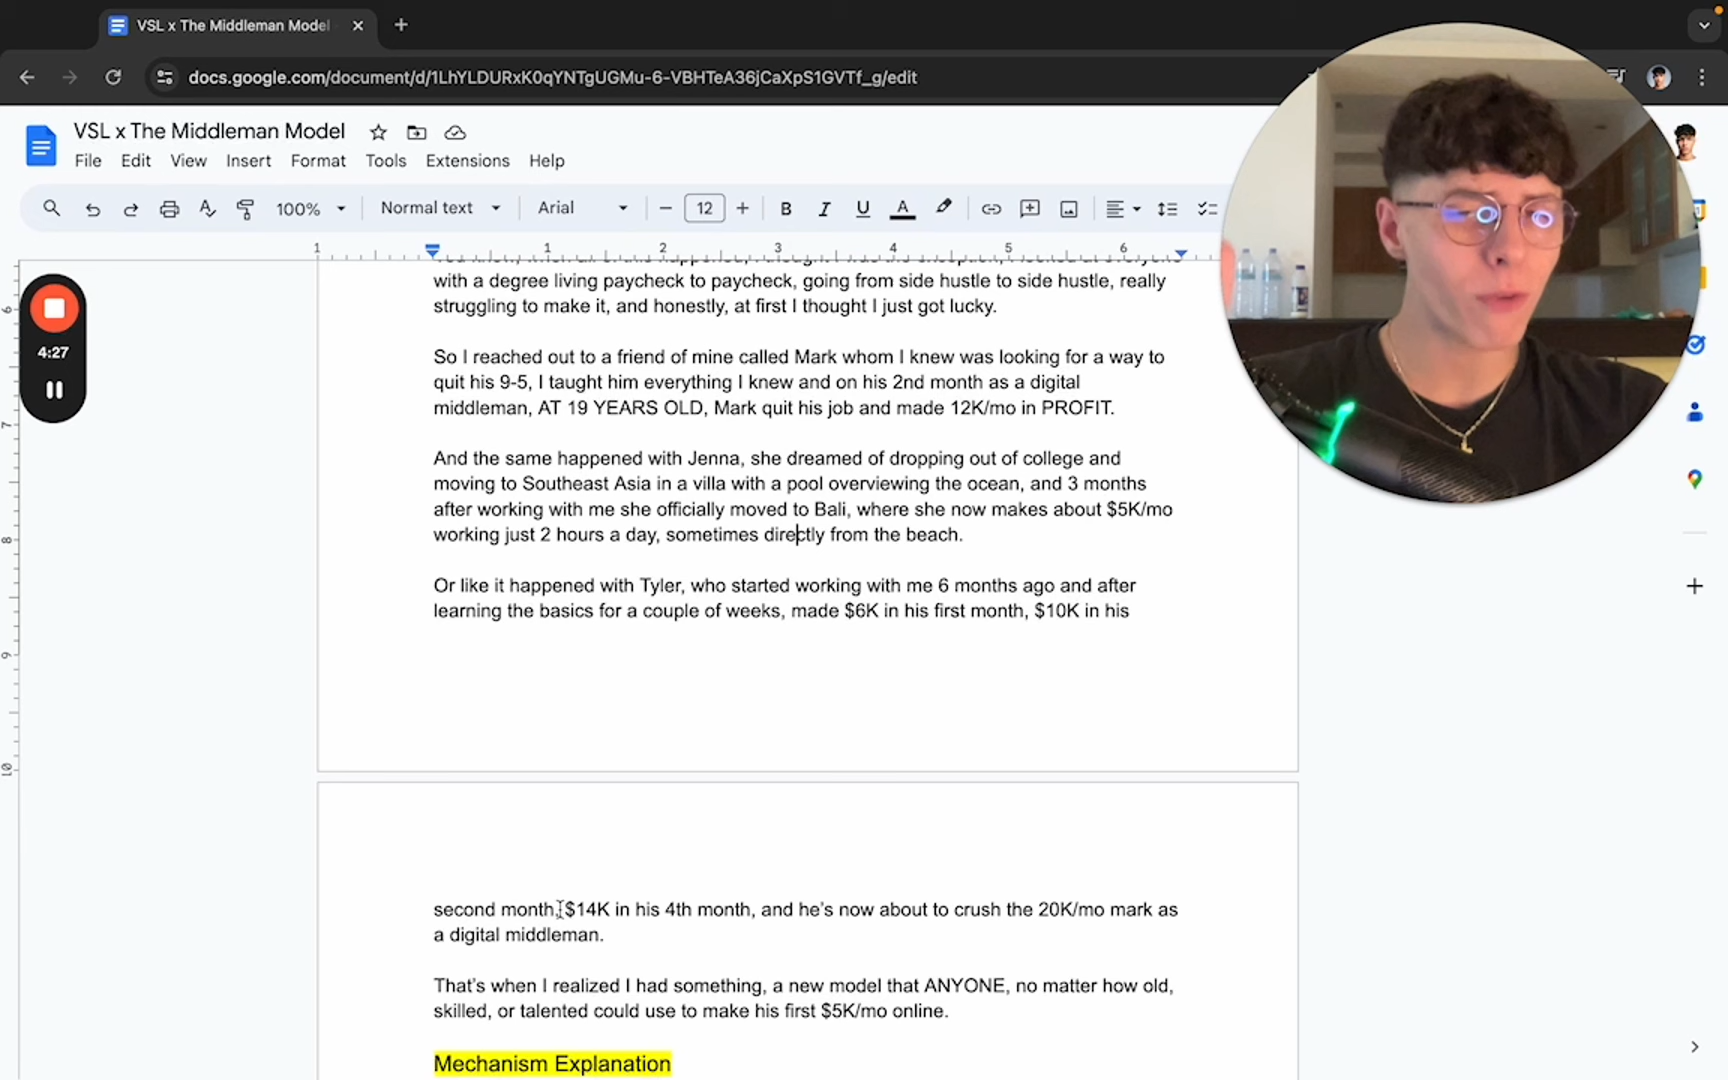 VSL x The Middleman Model
docs.google.com/document/d/1LhYLDURxK0qYNTgUGMu-6-VBHTeA36jCaXpS1GVTf_g/edit
VSL x The Middleman Model
File Edit View Insert Format Tools Extensions Help
100% Normal text Arial 12 B I U A
1 1 2 3 4 5 6
with a degree living paycheck to paycheck, going from side hustle to side hustle, really
struggling to make it, and honestly, at first I thought I just got lucky.
So I reached out to a friend of mine called Mark whom I knew was looking for a way to
quit his 9-5, I taught him everything I knew and on his 2nd month as a digital
middleman, AT 19 YEARS OLD, Mark quit his job and made 12K/mo in PROFIT.
And the same happened with Jenna, she dreamed of dropping out of college and
moving to Southeast Asia in a villa with a pool overviewing the ocean, and 3 months
after working with me she officially moved to Bali, where she now makes about $5K/mo
working just 2 hours a day, sometimes directly from the beach.
Or like it happened with Tyler, who started working with me 6 months ago and after
learning the basics for a couple of weeks, made $6K in his first month, $10K in his
second month, $14K in his 4th month, and he's now about to crush the 20K/mo mark as
a digital middleman.
That's when I realized I had something, a new model that ANYONE, no matter how old,
skilled, or talented could use to make his first $5K/mo online.
Mechanism Explanation
4:27
6
7
8
9
10